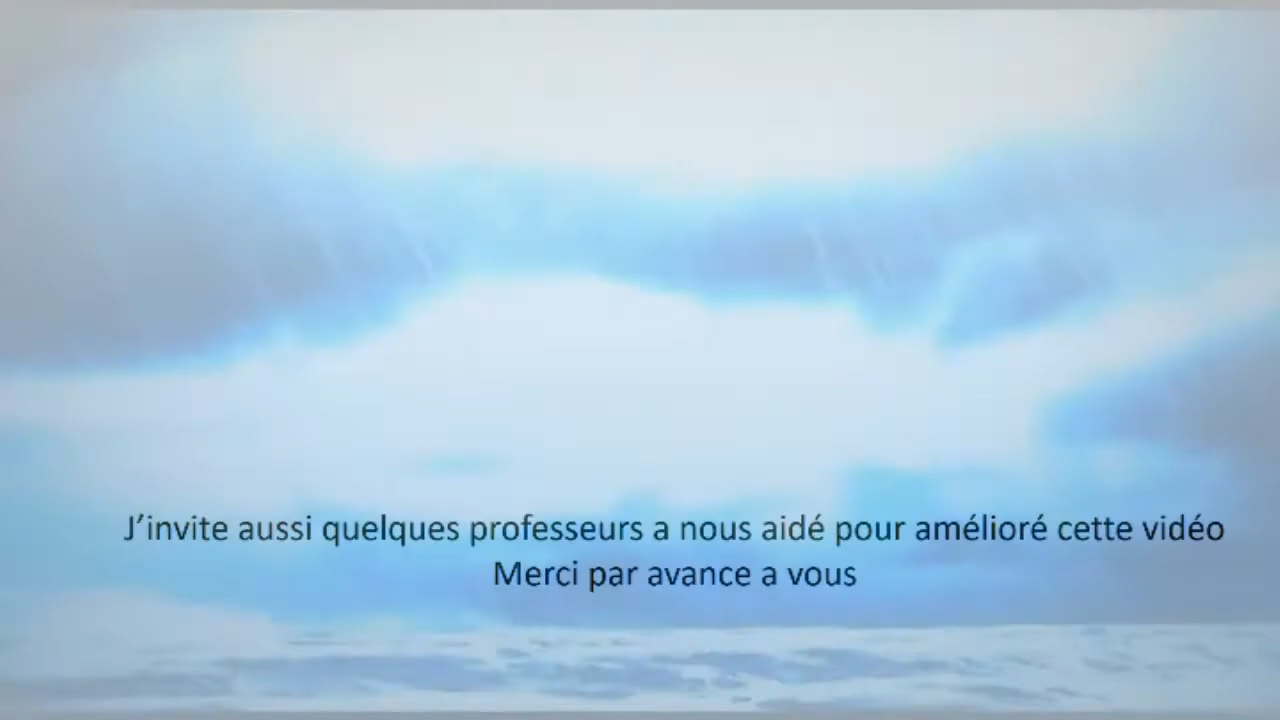 J’invite aussi quelques professeurs a nous aidé pour amélioré cette vidéo
Merci par avance a vous